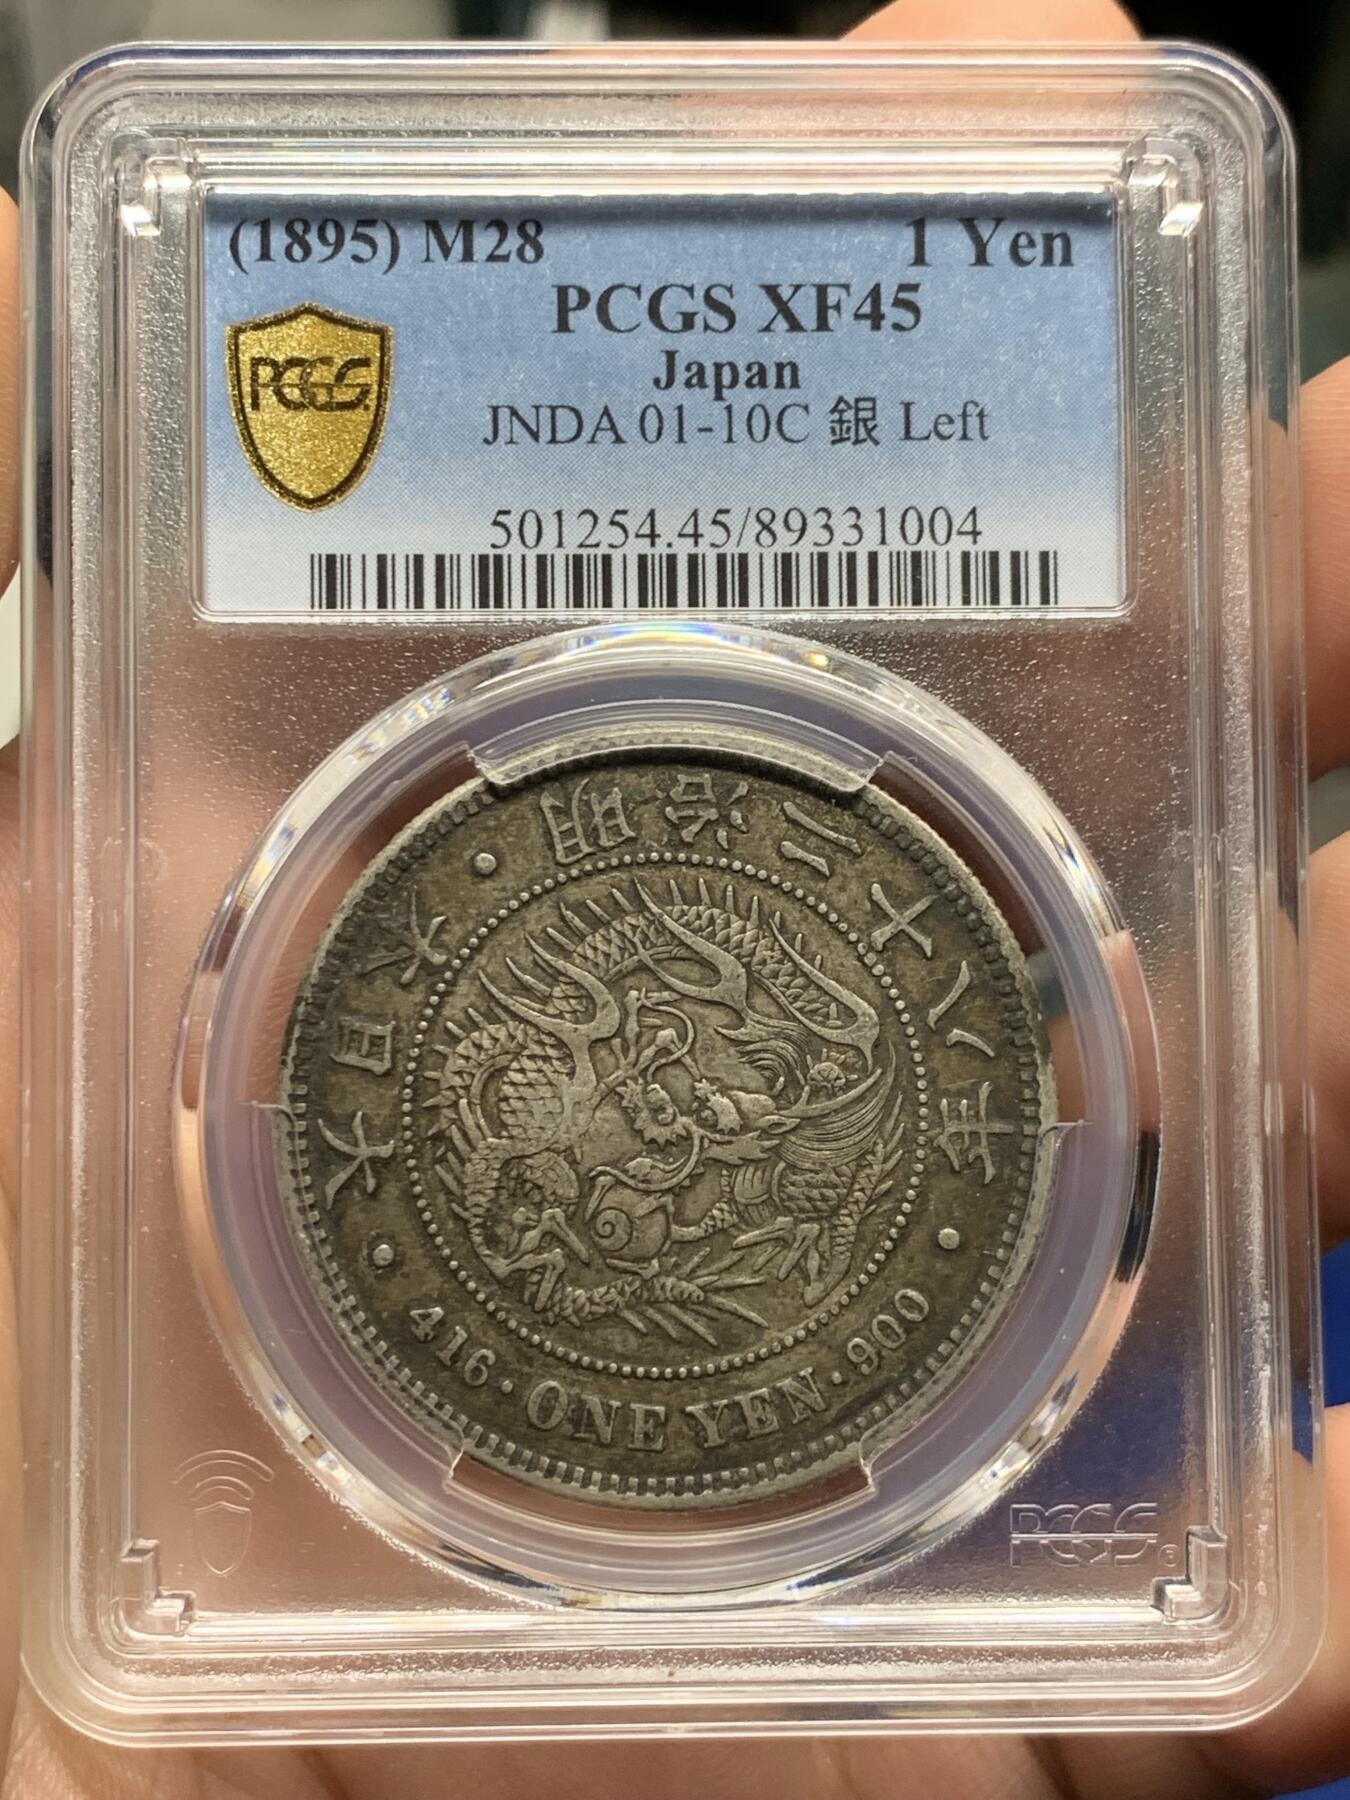 (1895) M28 1 Yen
PCGS XF45
PCGS
Japan
JNDA 01-10C 銀 Left
501254.45/89331004
大日本 · 明治二十八年 ·
416 · ONE YEN · 900
PCGS